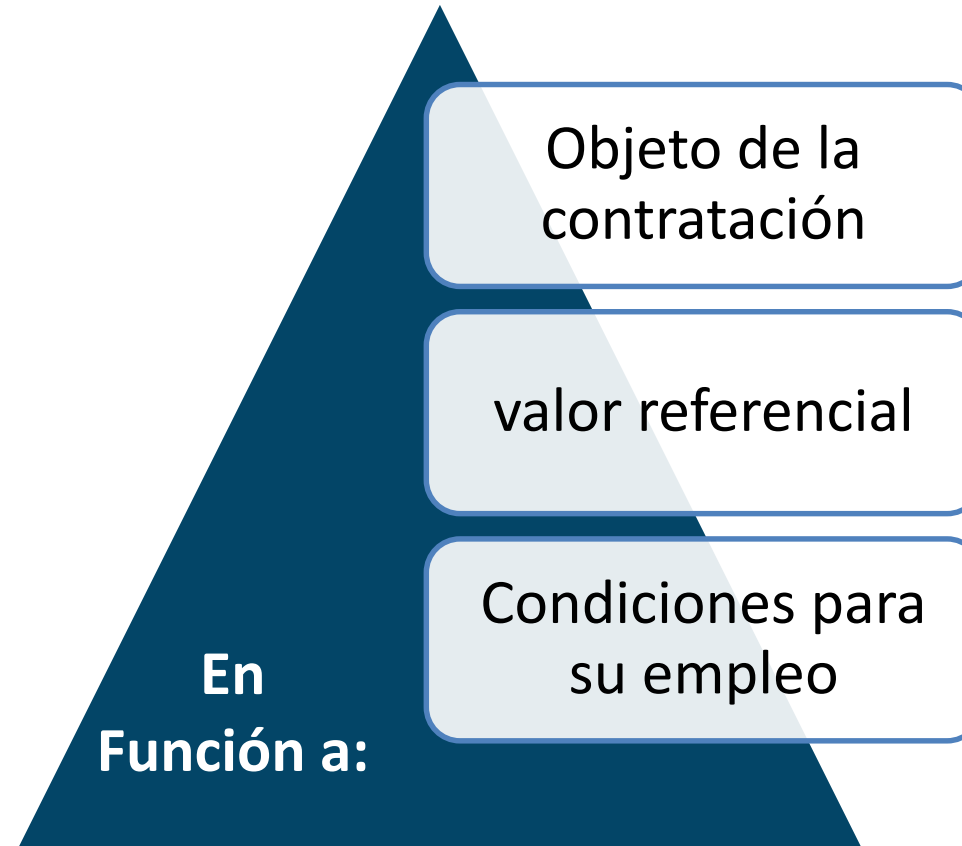 En
Función a:
Objeto de la
contratación
valor referencial
Condiciones para
su empleo